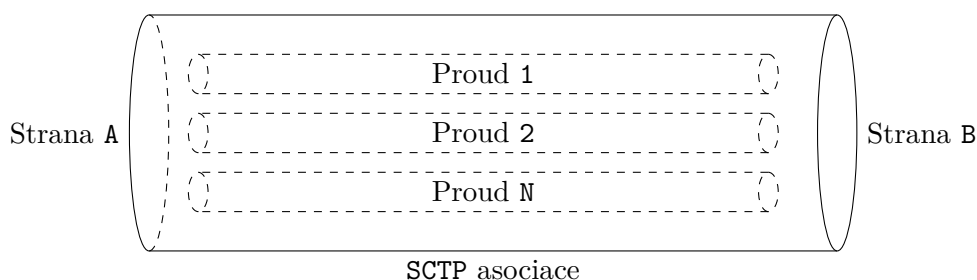 Proud 1
Strana A
Proud 2
Strana B
Proud N
SCTP asociace